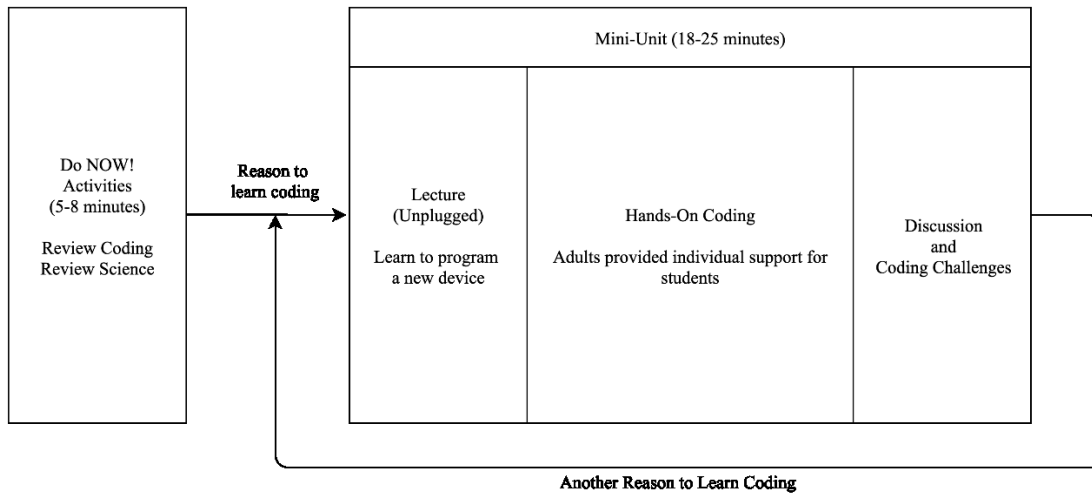 Do NOW!
Activities
(5-8 minutes)
Review Coding
Review Science
Reason to
learn coding
Mini-Unit (18-25 minutes)
Lecture
(Unplugged)
Learn to program
a new device
Hands-On Coding
Adults provided individual support for
students
Discussion
and
Coding Challenges
Another Reason to Learn Coding